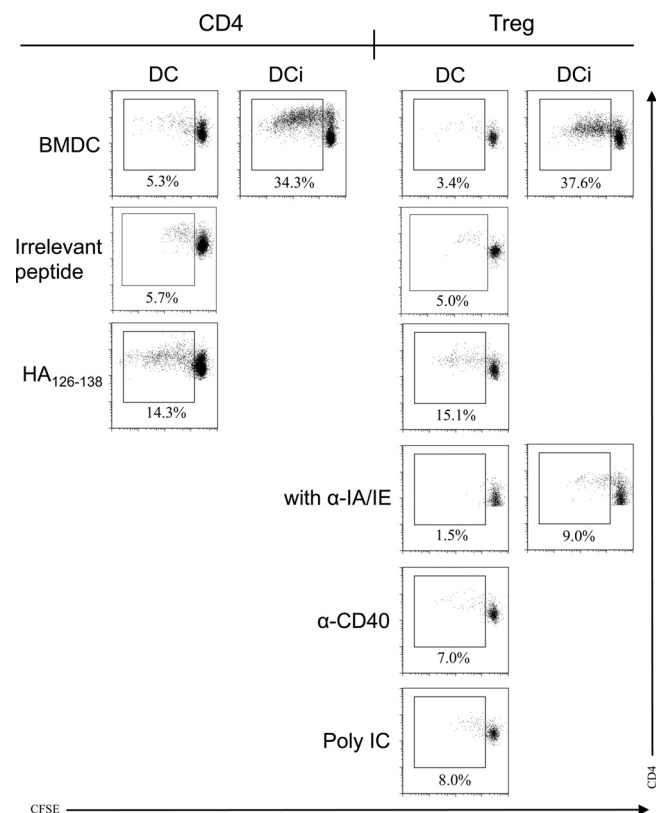 CD4 Treg
DC DCi DC DCi
BMDC
5.3% 34.3% 3.4% 37.6%
Irrelevant
peptide
5.7% 5.0%
HA126-138
14.3% 15.1%
with α-IA/IE
1.5% 9.0%
α-CD40
7.0%
Poly IC
8.0%
CD4
CFSE